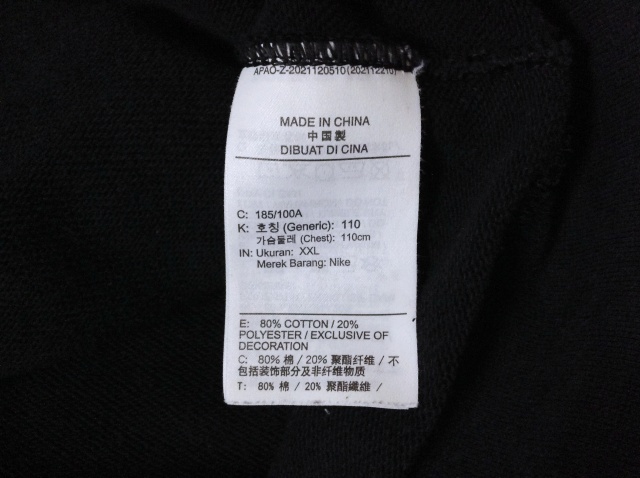 APAO-Z-2021120510(202112210)
MADE IN CHINA
中国製
DIBUAT DI CINA
C: 185/100A
K: 호칭 (Generic): 110
가슴둘레 (Chest): 110cm
IN: Ukuran: XXL
Merek Barang: Nike
E: 80% COTTON / 20%
POLYESTER / EXCLUSIVE OF
DECORATION
C: 80% 棉 / 20% 聚酯纤维 / 不
包括装饰部分及非纤维物质
T: 80% 棉 / 20% 聚酯纖維 /